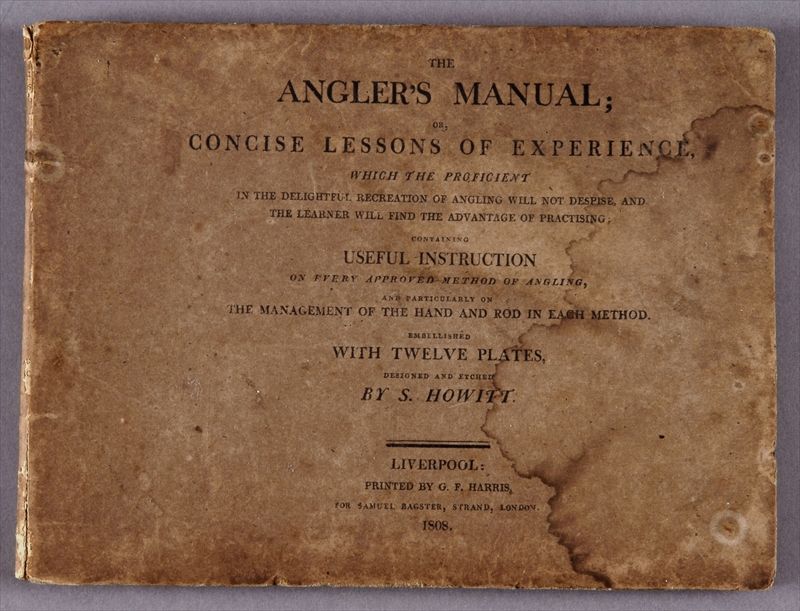 THE
ANGLER'S MANUAL;
OR,
CONCISE LESSONS OF EXPERIENCE,
WHICH THE PROFICIENT
IN THE DELIGHTFUL RECREATION OF ANGLING WILL NOT DESPISE, AND
THE LEARNER WILL FIND THE ADVANTAGE OF PRACTISING;
CONTAINING
USEFUL INSTRUCTION
ON EVERY APPROVED METHOD OF ANGLING,
AND PARTICULARLY ON
THE MANAGEMENT OF THE HAND AND ROD IN EACH METHOD.
EMBELLISHED
WITH TWELVE PLATES,
DESIGNED AND ETCHED
BY S. HOWITT.
LIVERPOOL:
PRINTED BY G. F. HARRIS,
FOR SAMUEL BAGSTER, STRAND, LONDON.
1808.